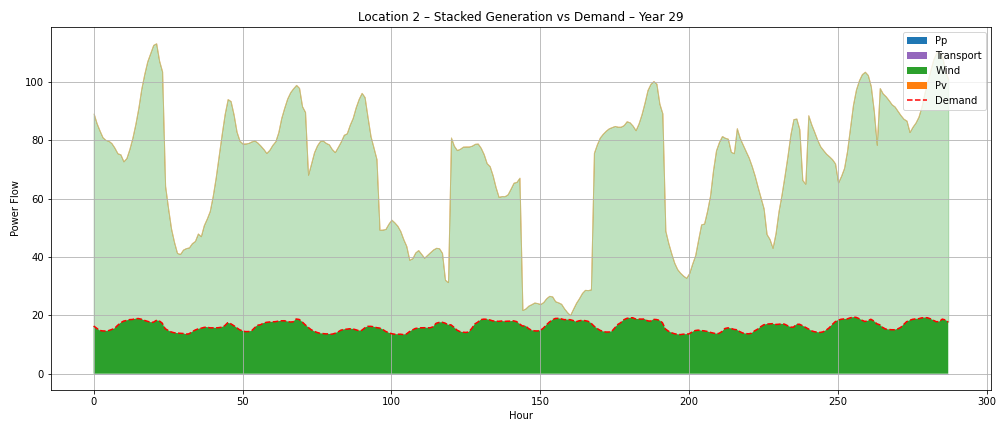 Location 2 – Stacked Generation vs Demand – Year 29
Pp
Transport
Wind
Pv
Demand
Power Flow
100
80
60
40
20
0
0 50 100 150 200 250 300
Hour